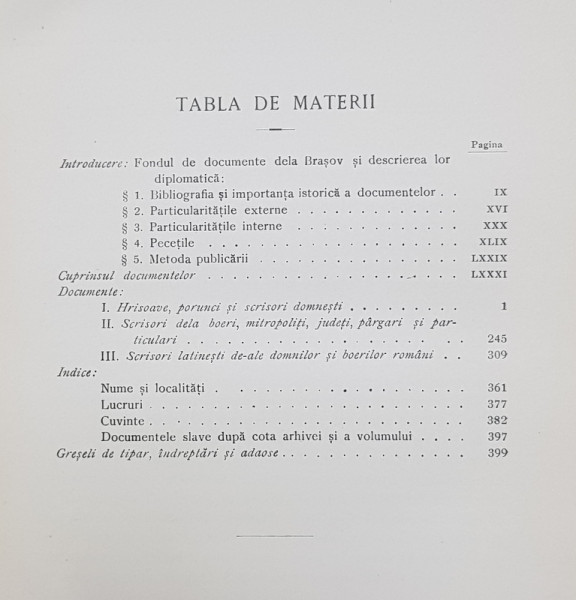 TABLA DE MATERII
Pagina
Introducere: Fondul de documente dela Brașov și descrierea lor
diplomatică:
§ 1. Bibliografia și importanța istorică a documentelor . . IX
§ 2. Particularitățile externe . . . . . . . . . . . XVI
§ 3. Particularitățile interne . . . . . . . . . . . XXX
§ 4. Pecețile . . . . . . . . . . . . . . . . XLIX
§ 5. Metoda publicării . . . . . . . . . . . . . LXXIX
Cuprinsul documentelor . . . . . . . . . . . . . . . LXXXI
Documente:
I. Hrisoave, porunci și scrisori domnești . . . . . . . . 1
II. Scrisori dela boeri, mitropoliți, județi, pârgari și par-
ticulari . . . . . . . . . . . . . . . . . 245
III. Scrisori latinești de-ale domnilor și boerilor români . . 309
Indice:
Nume și localități . . . . . . . . . . . . . . . 361
Lucruri . . . . . . . . . . . . . . . . . . . 377
Cuvinte . . . . . . . . . . . . . . . . . . . 382
Documentele slave după cota arhivei și a volumului . . . . 397
Greșeli de tipar, îndreptări și adaose . . . . . . . . . . . 399